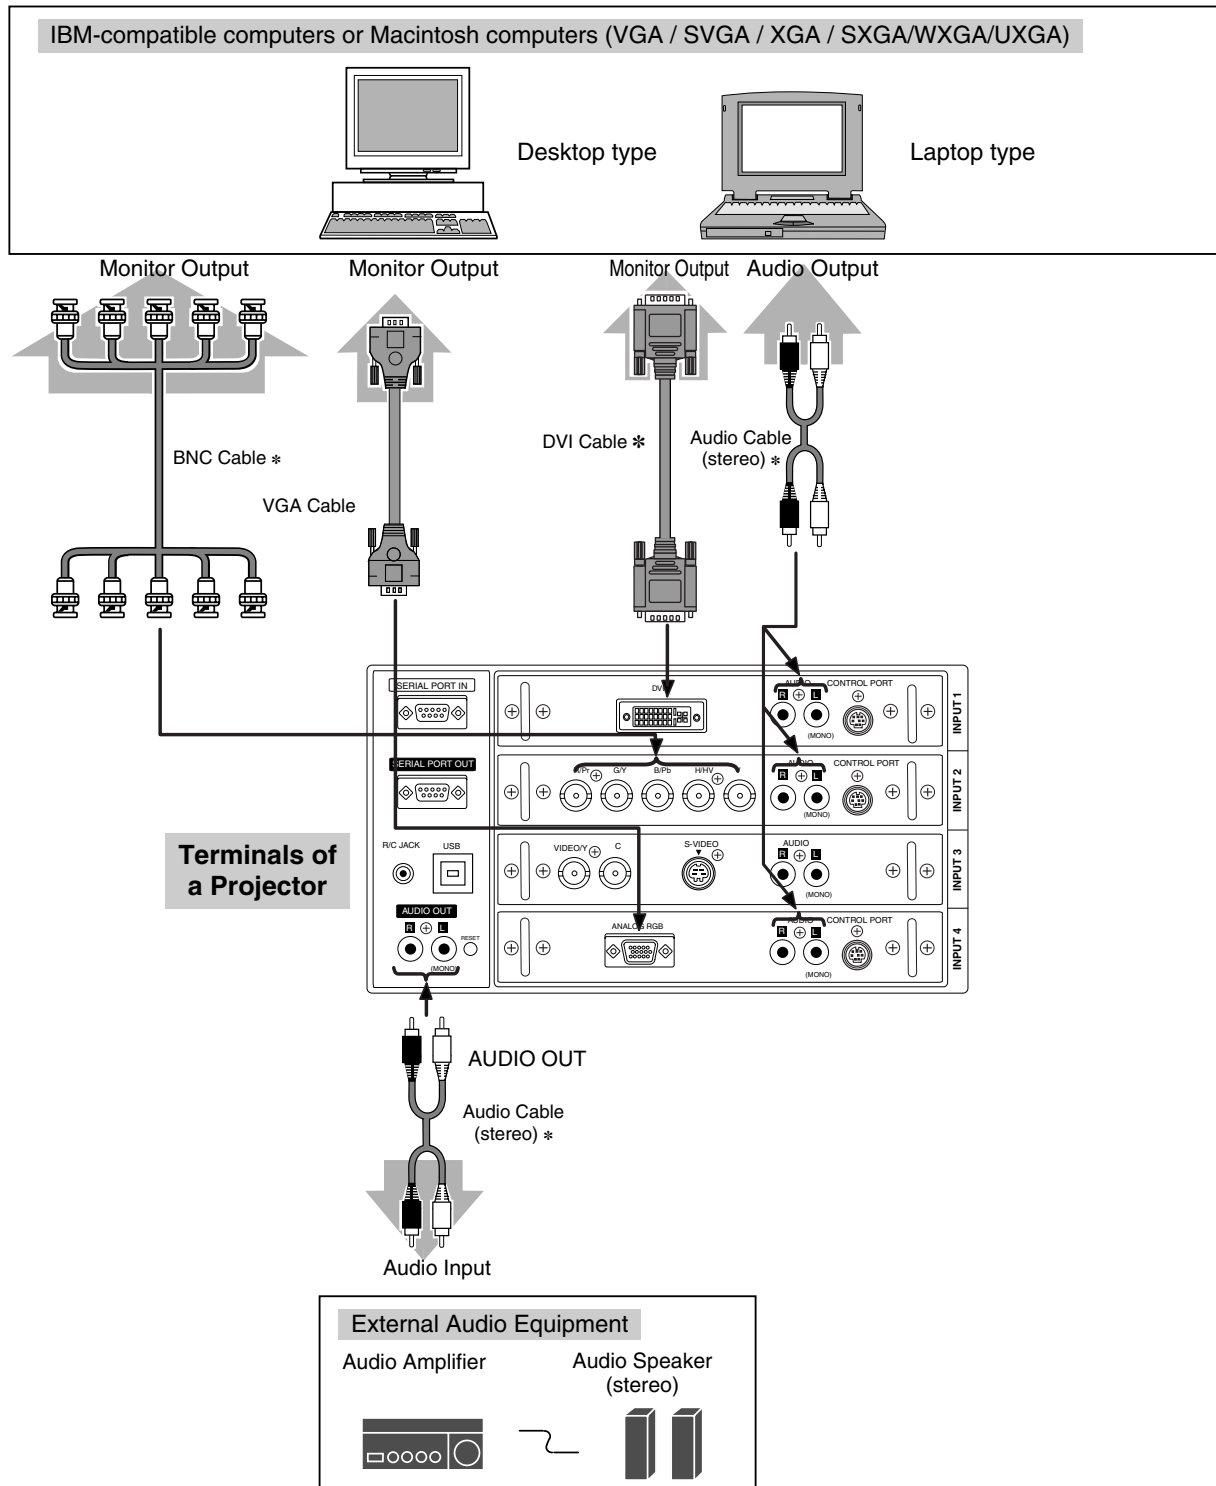 IBM-compatible computers or Macintosh computers (VGA / SVGA / XGA / SXGA/WXGA/UXGA)
Desktop type
Laptop type
Monitor Output
Monitor Output
Monitor Output
Audio Output
BNC Cable ✽
VGA Cable
DVI Cable ✽
Audio Cable
(stereo) ✽
SERIAL PORT IN
SERIAL PORT OUT
R/C JACK
USB
AUDIO OUT
R
L
RESET
(MONO)
AUDIO
R
L
(MONO)
CONTROL PORT
INPUT 1
G/Y
B/Pb
H/HV
AUDIO
R
L
(MONO)
CONTROL PORT
INPUT 2
VIDEO/Y
C
S-VIDEO
AUDIO
R
L
(MONO)
INPUT 3
ANALOG RGB
AUDIO
R
L
(MONO)
CONTROL PORT
INPUT 4
Terminals of
a Projector
AUDIO OUT
Audio Cable
(stereo) ✽
Audio Input
External Audio Equipment
Audio Amplifier
Audio Speaker
(stereo)